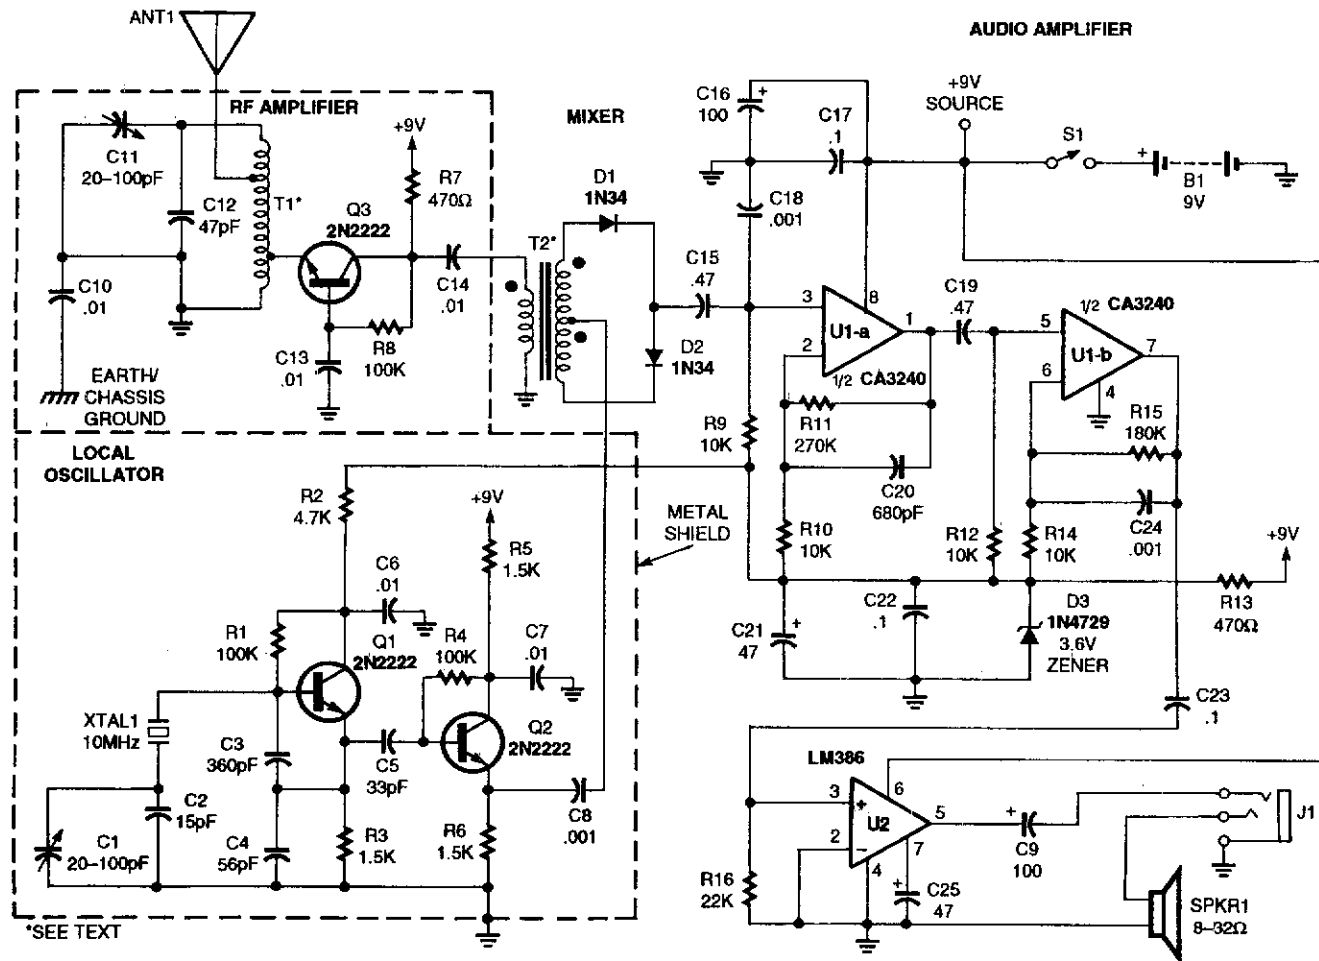 ANT1
AUDIO AMPLIFIER
RF AMPLIFIER
C11
20–100pF
C12
47pF
T1*
C10
.01
EARTH/
CHASSIS
GROUND
Q3
2N2222
+9V
R7
470Ω
C14
.01
R8
100K
C13
.01
MIXER
D1
1N34
T2*
D2
1N34
C15
.47
C16
100
+
C17
.1
C18
.001
+9V
SOURCE
S1
+
B1
9V
3
2
8
1
U1-a
1/2 CA3240
C19
.47
1/2 CA3240
5
6
7
4
U1-b
R9
10K
R11
270K
C20
680pF
R10
10K
R12
10K
R14
10K
R15
180K
C24
.001
+9V
R13
470Ω
C21
47
+
C22
.1
D3
1N4729
3.6V
ZENER
C23
.1
LOCAL
OSCILLATOR
R2
4.7K
+9V
R5
1.5K
METAL
SHIELD
C6
.01
R1
100K
Q1
2N2222
R4
100K
C7
.01
Q2
2N2222
XTAL1
10MHz
C3
360pF
C5
33pF
C2
15pF
C1
20–100pF
C4
56pF
R3
1.5K
R6
1.5K
C8
.001
LM386
3
+
2
–
6
5
7
4
U2
R16
22K
+
C25
47
+
C9
100
J1
SPKR1
8–32Ω
*SEE TEXT